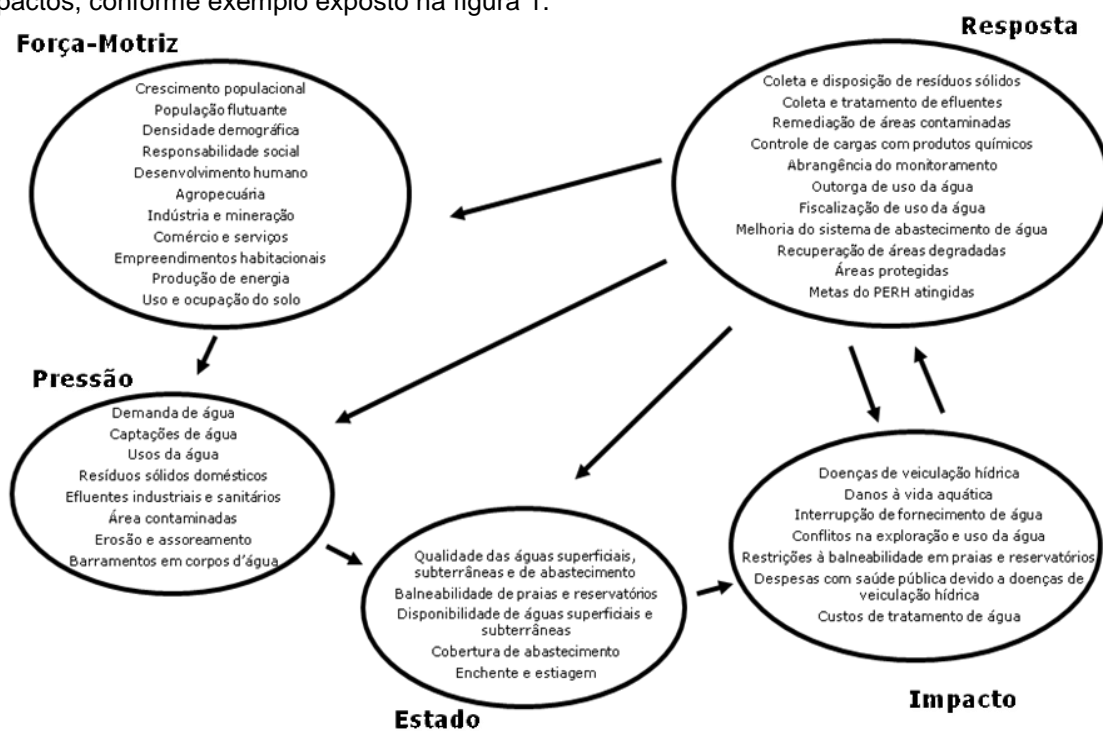 pactos, conforme exemplo exposto na figura 1.
Força-Motriz
Crescimento populacional
População flutuante
Densidade demográfica
Responsabilidade social
Desenvolvimento humano
Agropecuária
Indústria e mineração
Comércio e serviços
Empreendimentos habitacionais
Produção de energia
Uso e ocupação do solo
Resposta
Coleta e disposição de resíduos sólidos
Coleta e tratamento de efluentes
Remediação de áreas contaminadas
Controle de cargas com produtos químicos
Abrangência do monitoramento
Outorga de uso da água
Fiscalização de uso da água
Melhoria do sistema de abastecimento de água
Recuperação de áreas degradadas
Áreas protegidas
Metas do PERH atingidas
Pressão
Demanda de água
Captações de água
Usos da água
Resíduos sólidos domésticos
Efluentes industriais e sanitários
Área contaminadas
Erosão e assoreamento
Barramentos em corpos d'água
Qualidade das águas superficiais,
subterrâneas e de abastecimento
Balneabilidade de praias e reservatórios
Disponibilidade de águas superficiais e
subterrâneas
Cobertura de abastecimento
Enchente e estiagem
Estado
Doenças de veiculação hídrica
Danos à vida aquática
Interrupção de fornecimento de água
Conflitos na exploração e uso da água
Restrições à balneabilidade em praias e reservatórios
Despesas com saúde pública devido a doenças de
veiculação hídrica
Custos de tratamento de água
Impacto